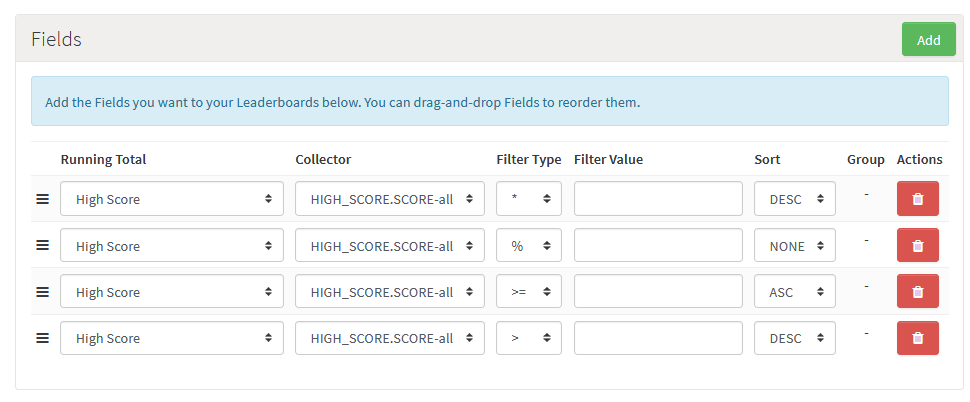 Fields
Add
Add the Fields you want to your Leaderboards below. You can drag-and-drop Fields to reorder them.
Running Total Collector Filter Type Filter Value Sort Group Actions
High Score HIGH_SCORE.SCORE-all * DESC -
High Score HIGH_SCORE.SCORE-all % NONE -
High Score HIGH_SCORE.SCORE-all >= ASC -
High Score HIGH_SCORE.SCORE-all > DESC -